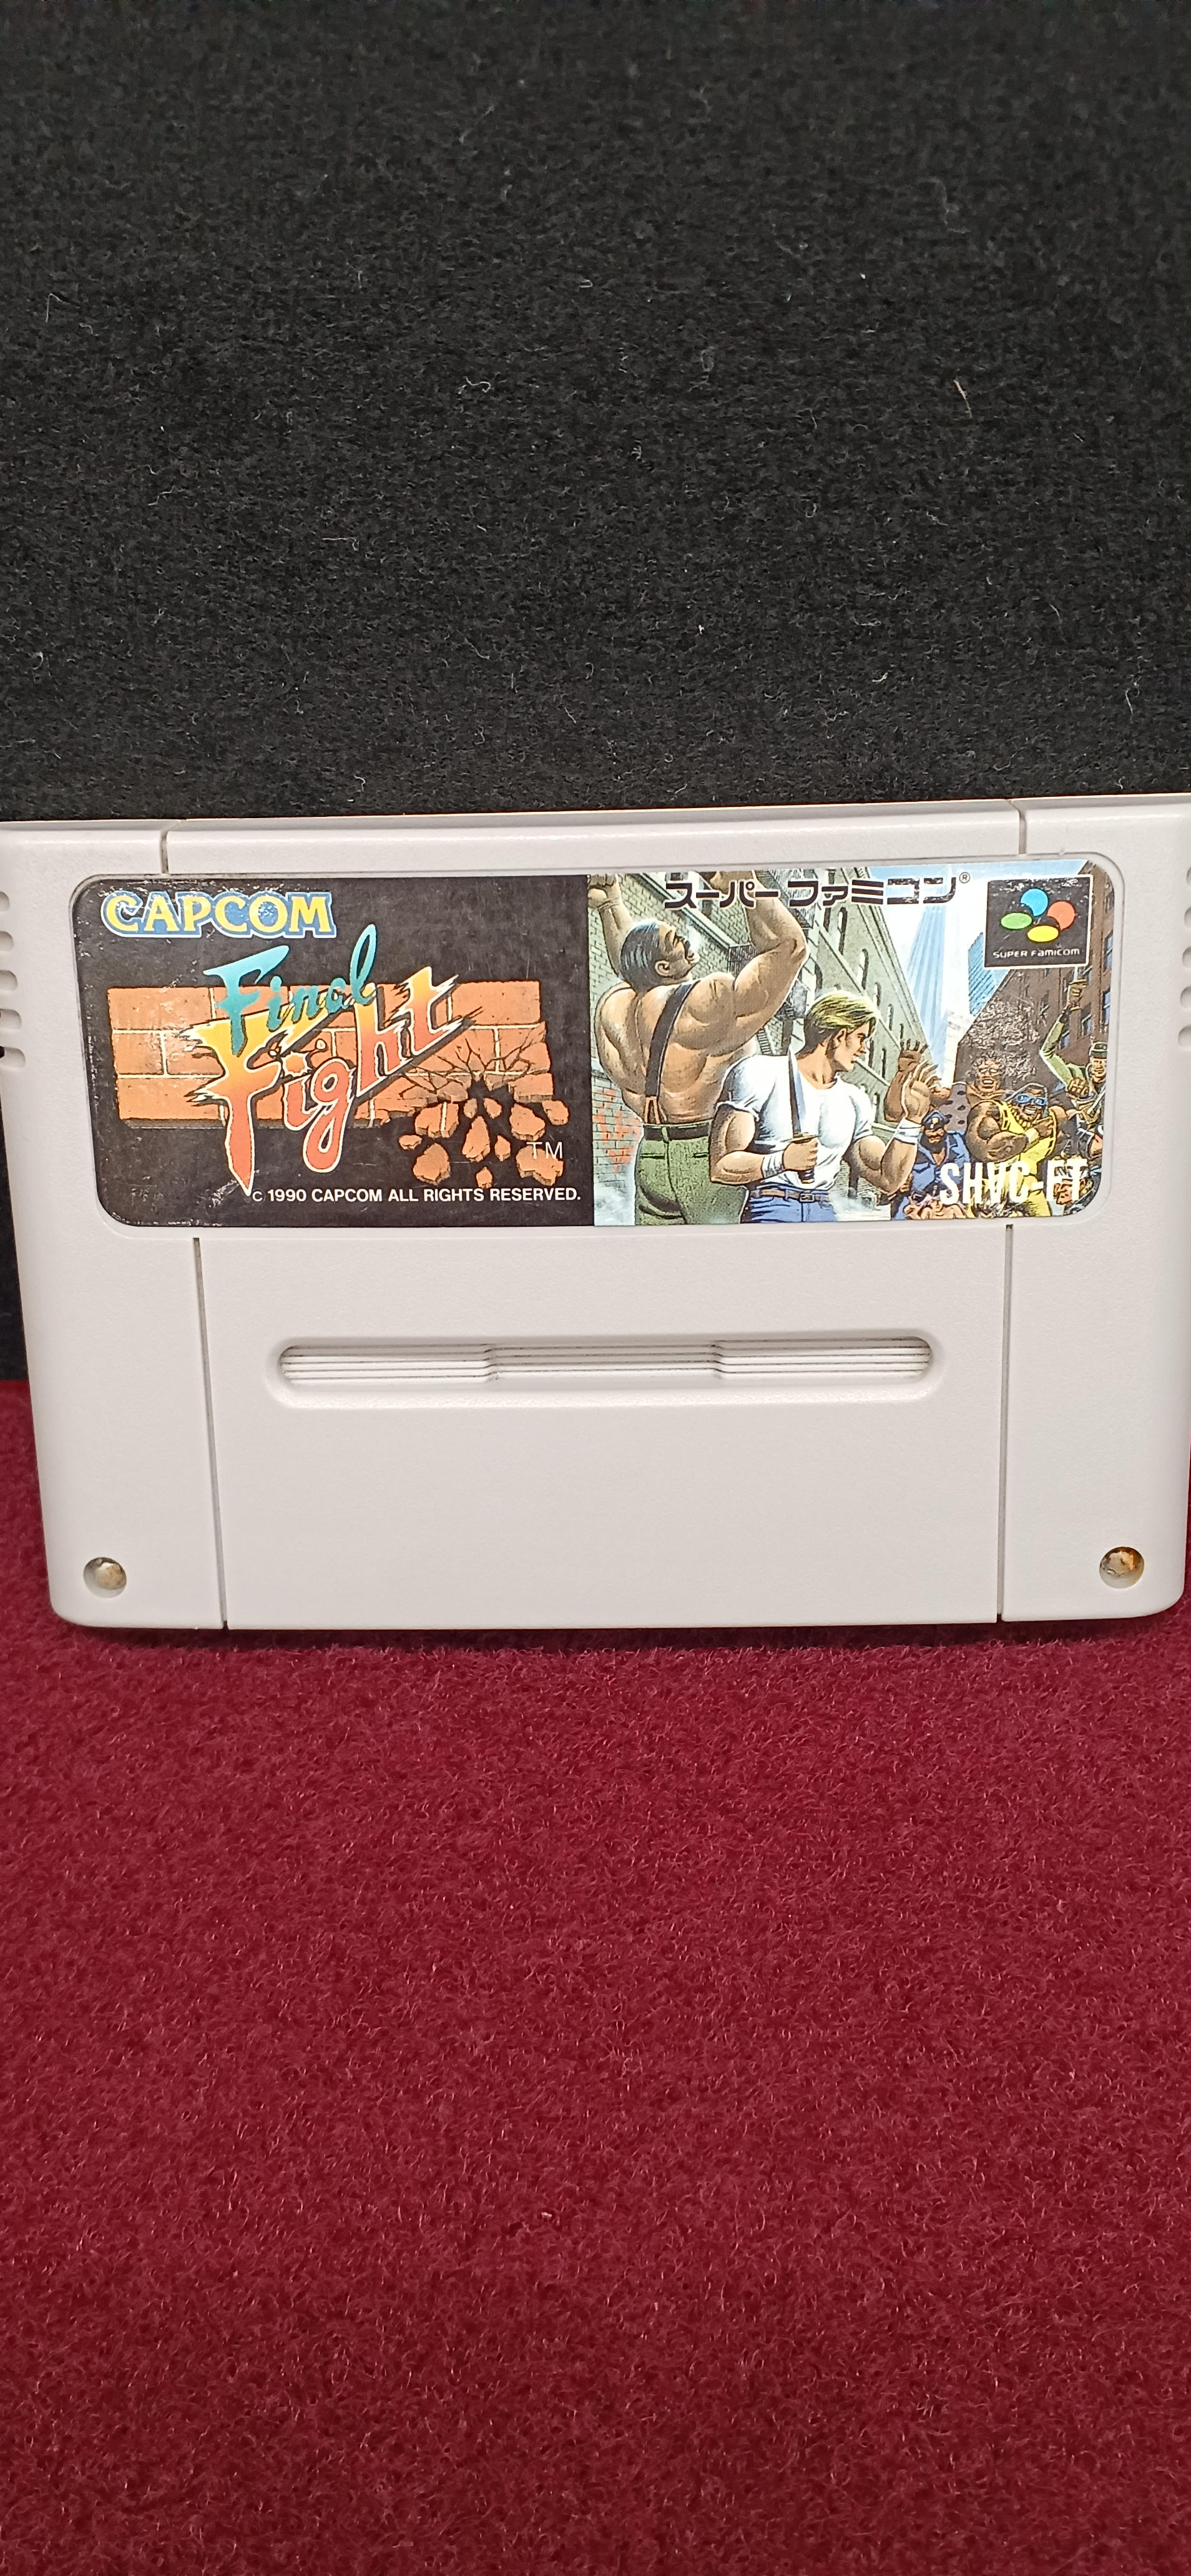 CAPCOM
Final
Fight
TM
C 1990 CAPCOM ALL RIGHTS RESERVED.
スーパーファミコン®
SUPER FAMICOM
SHVC-FT